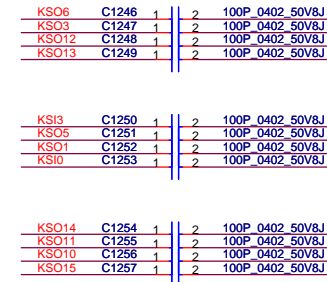 KSO6 C1246 1 2 100P_0402_50V8J
KSO3 C1247 1 2 100P_0402_50V8J
KSO12 C1248 1 2 100P_0402_50V8J
KSO13 C1249 1 2 100P_0402_50V8J
KSI3 C1250 1 2 100P_0402_50V8J
KSO5 C1251 1 2 100P_0402_50V8J
KSO1 C1252 1 2 100P_0402_50V8J
KSI0 C1253 1 2 100P_0402_50V8J
KSO14 C1254 1 2 100P_0402_50V8J
KSO11 C1255 1 2 100P_0402_50V8J
KSO10 C1256 1 2 100P_0402_50V8J
KSO15 C1257 1 2 100P_0402_50V8J